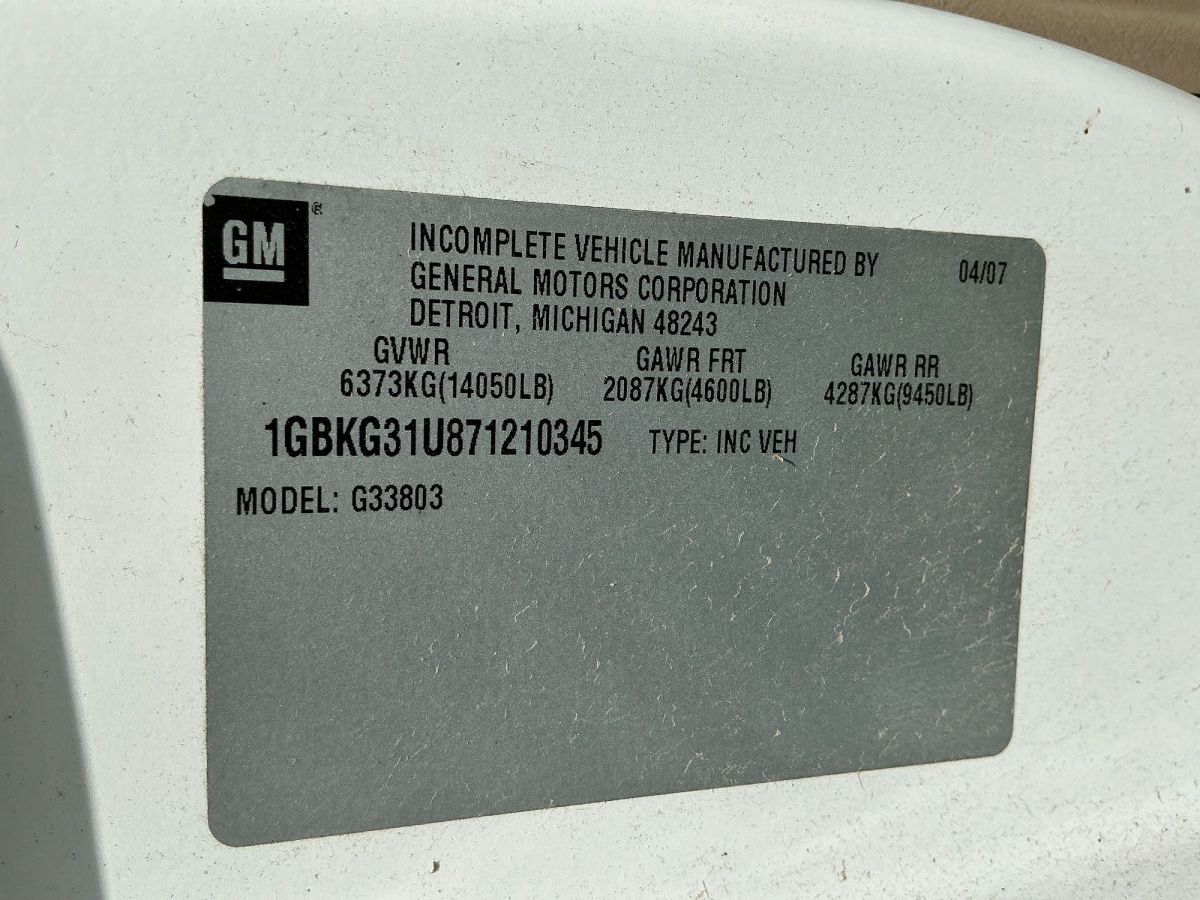 GM ®
INCOMPLETE VEHICLE MANUFACTURED BY 04/07
GENERAL MOTORS CORPORATION
DETROIT, MICHIGAN 48243
GVWR GAWR FRT GAWR RR
6373KG(14050LB) 2087KG(4600LB) 4287KG(9450LB)
1GBKG31U871210345 TYPE: INC VEH
MODEL: G33803